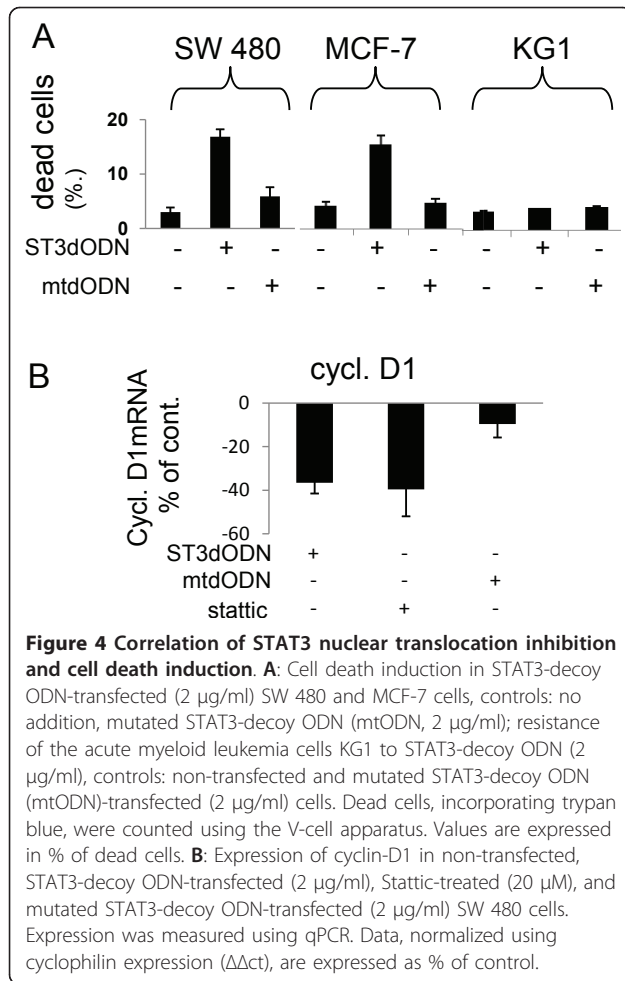 A
SW 480 MCF-7 KG1
dead cells
(%.)
20
10
0
ST3dODN - + - - + - - + -
mtdODN - - + - - + - - +
B
cycl. D1
Cycl. D1mRNA
% of cont.
0
-20
-40
-60
ST3dODN + - -
mtdODN - - +
stattic - + -
Figure 4 Correlation of STAT3 nuclear translocation inhibition
and cell death induction. A: Cell death induction in STAT3-decoy
ODN-transfected (2 µg/ml) SW 480 and MCF-7 cells, controls: no
addition, mutated STAT3-decoy ODN (mtODN, 2 µg/ml); resistance
of the acute myeloid leukemia cells KG1 to STAT3-decoy ODN (2
µg/ml), controls: non-transfected and mutated STAT3-decoy ODN
(mtODN)-transfected (2 µg/ml) cells. Dead cells, incorporating trypan
blue, were counted using the V-cell apparatus. Values are expressed
in % of dead cells. B: Expression of cyclin-D1 in non-transfected,
STAT3-decoy ODN-transfected (2 µg/ml), Stattic-treated (20 µM), and
mutated STAT3-decoy ODN-transfected (2 µg/ml) SW 480 cells.
Expression was measured using qPCR. Data, normalized using
cyclophilin expression (ΔΔct), are expressed as % of control.